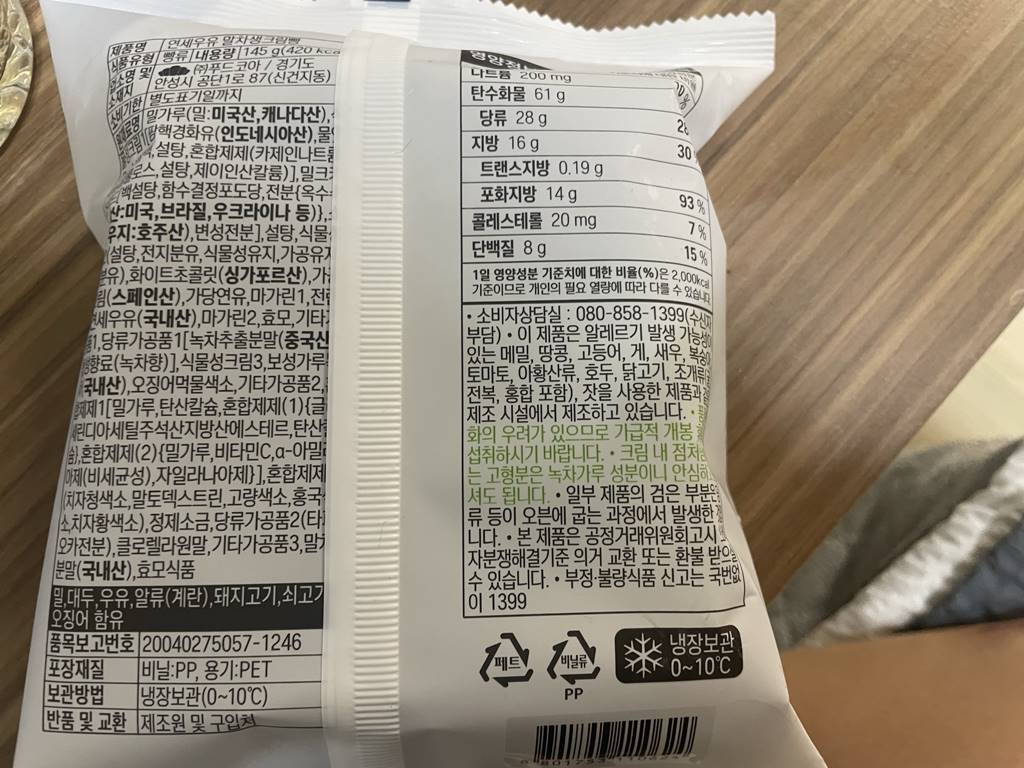 제품명 연세우유 말차생크림빵
식품유형 빵류 내용량 145 g(420 kca
㈜푸드코아 / 경기도
안성시 공단1로 87(신건지동)
별도표기일까지
밀가루(밀:미국산,캐나다산),
핵경화유(인도네시아산),물
설탕,혼합제제(카제인나트륨
로스,설탕,제이인산칼륨)],밀크
백설탕,함수결정포도당,전분{옥수
산:미국,브라질,우크라이나 등)},
우지:호주산),변성전분],설탕,식물
설탕,전지분유,식물성유지,가공유
분유),화이트초콜릿(싱가포르산),가
(스페인산),가당연유,마가린1,전란
연세우유(국내산),마가린2,효모,기타
1,당류가공품1[녹차추출분말(중국산
향료(녹차향)],식물성크림3,보성가루
국내산),오징어먹물색소,기타가공품2,
제제1[밀가루,탄산칼슘,혼합제제(1){글
세린디아세틸주석산지방산에스테르,탄산
슘},혼합제제(2){밀가루,비타민C,α-아밀
아제(비세균성),자일라나아제}],혼합제제
(치자청색소,말토덱스트린,고량색소,홍국
소,치자황색소),정제소금,당류가공품2(타
오카전분),클로렐라원말,기타가공품3,말
분말(국내산),효모식품
밀,대두,우유,알류(계란),돼지고기,쇠고기
오징어 함유
품목보고번호 20040275057-1246
포장재질 비닐:PP, 용기:PET
보관방법 냉장보관(0~10℃)
반품 및 교환 제조원 및 구입처
나트륨 200 mg
탄수화물 61 g
당류 28 g
지방 16 g 30
트랜스지방 0.19 g
포화지방 14 g 93 %
콜레스테롤 20 mg 7 %
단백질 8 g 15 %
1일 영양성분 기준치에 대한 비율(%)은 2,000kcal
기준이므로 개인의 필요 열량에 따라 다를 수 있습니다
• 소비자상담실 : 080-858-1399(수신자
부담) • 이 제품은 알레르기 발생 가능성이
있는 메밀, 땅콩, 고등어, 게, 새우, 복숭아
토마토, 아황산류, 호두, 닭고기, 조개류(
전복, 홍합 포함), 잣을 사용한 제품과
제조 시설에서 제조하고 있습니다. •
화의 우려가 있으므로 가급적 개봉
섭취하시기 바랍니다. • 크림 내 점처
는 고형분은 녹차가루 성분이니 안심하
셔도 됩니다. • 일부 제품의 검은 부분은
류 등이 오븐에 굽는 과정에서 발생한
니다. • 본 제품은 공정거래위원회고시
자분쟁해결기준 의거 교환 또는 환불 받으실
수 있습니다. • 부정·불량식품 신고는 국번없
이 1399
페트
비닐류
PP
냉장보관
0~10℃